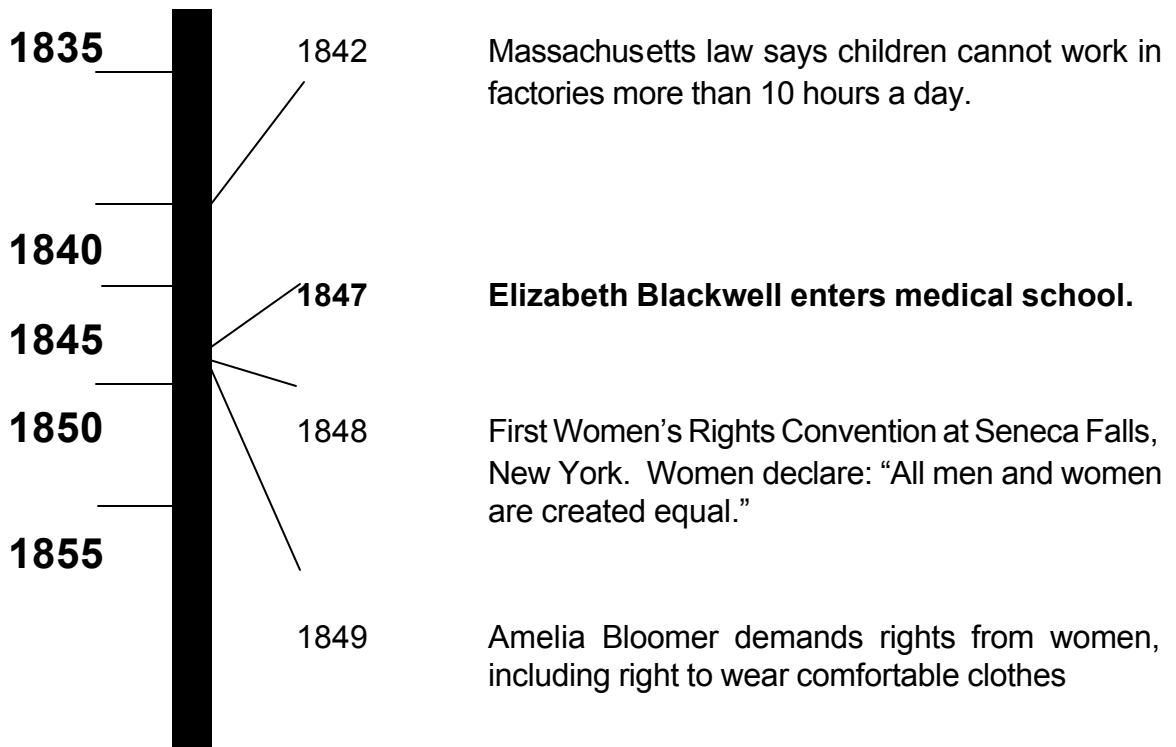 1835
1842 Massachusetts law says children cannot work in
factories more than 10 hours a day.
1840
1847 Elizabeth Blackwell enters medical school.
1845
1850
1848 First Women's Rights Convention at Seneca Falls,
New York. Women declare: “All men and women
are created equal.”
1855
1849 Amelia Bloomer demands rights from women,
including right to wear comfortable clothes